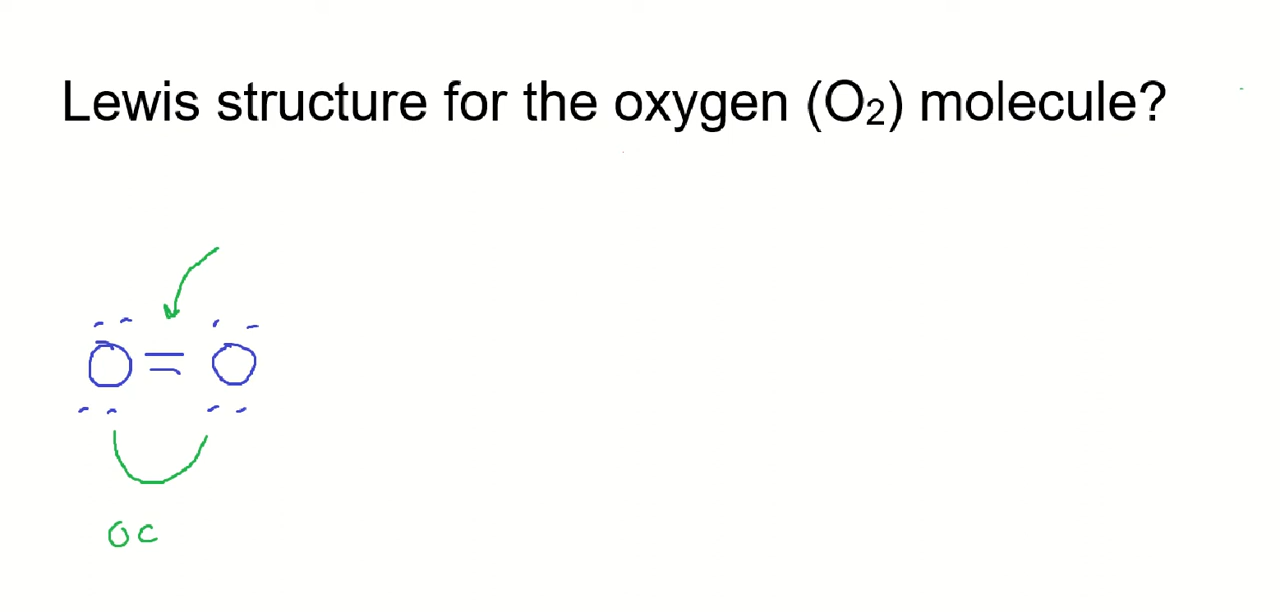 Lewis structure for the oxygen (O₂) molecule?
O = O
oc